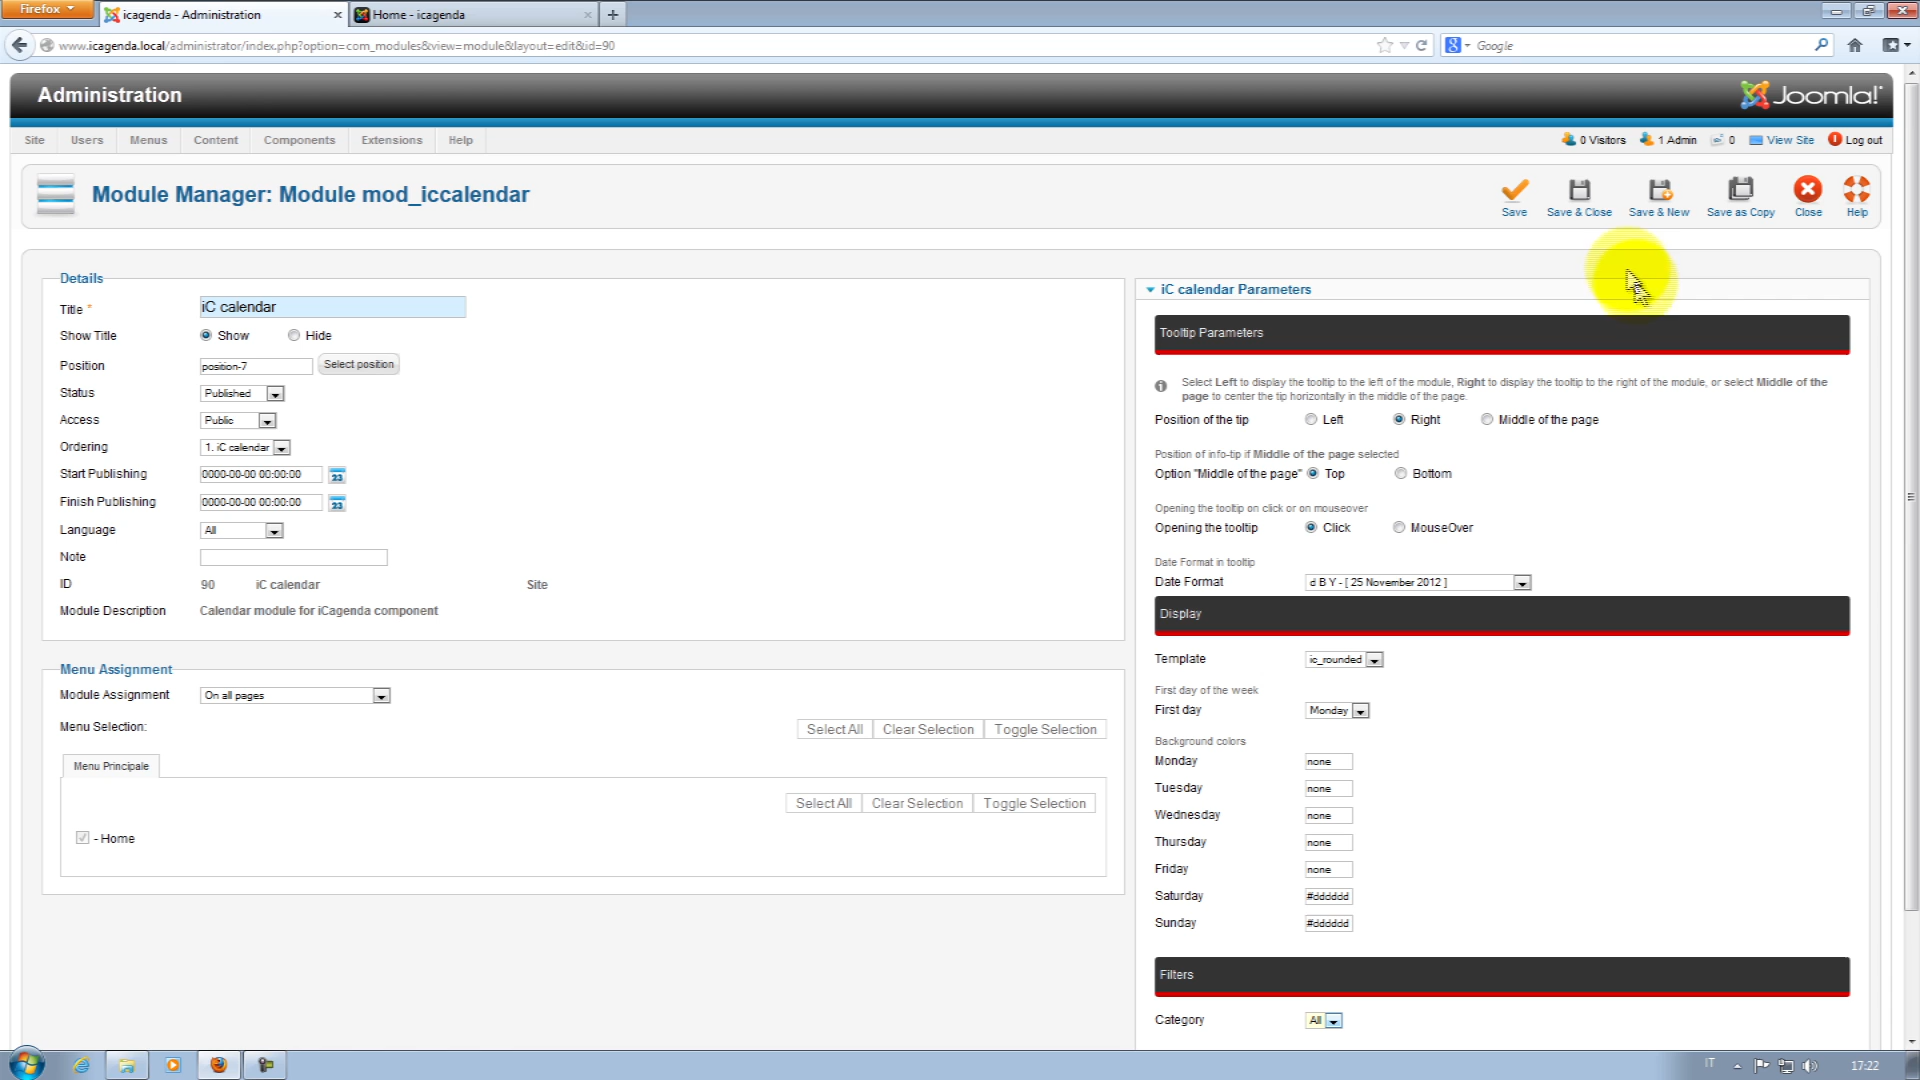 Firefox
icagenda - Administration
Home - icagenda
www.icagenda.local/administrator/index.php?option=com_modules&view=module&layout=edit&id=90
Google
Administration
Joomla!
Site
Users
Menus
Content
Components
Extensions
Help
0 Visitors
1 Admin
0
View Site
Log out
Module Manager: Module mod_iccalendar
Save
Save & Close
Save & New
Save as Copy
Close
Help
Details
Title *
iC calendar
Show Title
Show
Hide
Position
position-7
Select position
Status
Published
Access
Public
Ordering
1. iC calendar
Start Publishing
0000-00-00 00:00:00
23
Finish Publishing
0000-00-00 00:00:00
23
Language
All
Note
ID
90
iC calendar
Site
Module Description
Calendar module for iCagenda component
Menu Assignment
Module Assignment
On all pages
Menu Selection:
Select All
Clear Selection
Toggle Selection
Menu Principale
Select All
Clear Selection
Toggle Selection
- Home
iC calendar Parameters
Tooltip Parameters
Select Left to display the tooltip to the left of the module, Right to display the tooltip to the right of the module, or select Middle of the
page to center the tip horizontally in the middle of the page.
Position of the tip
Left
Right
Middle of the page
Position of info-tip if Middle of the page selected
Option "Middle of the page"
Top
Bottom
Opening the tooltip on click or on mouseover
Opening the tooltip
Click
MouseOver
Date Format in tooltip
Date Format
d B Y - [ 25 November 2012 ]
Display
Template
ic_rounded
First day of the week
First day
Monday
Background colors
Monday
none
Tuesday
none
Wednesday
none
Thursday
none
Friday
none
Saturday
#dddddd
Sunday
#dddddd
Filters
Category
All
IT
17:22